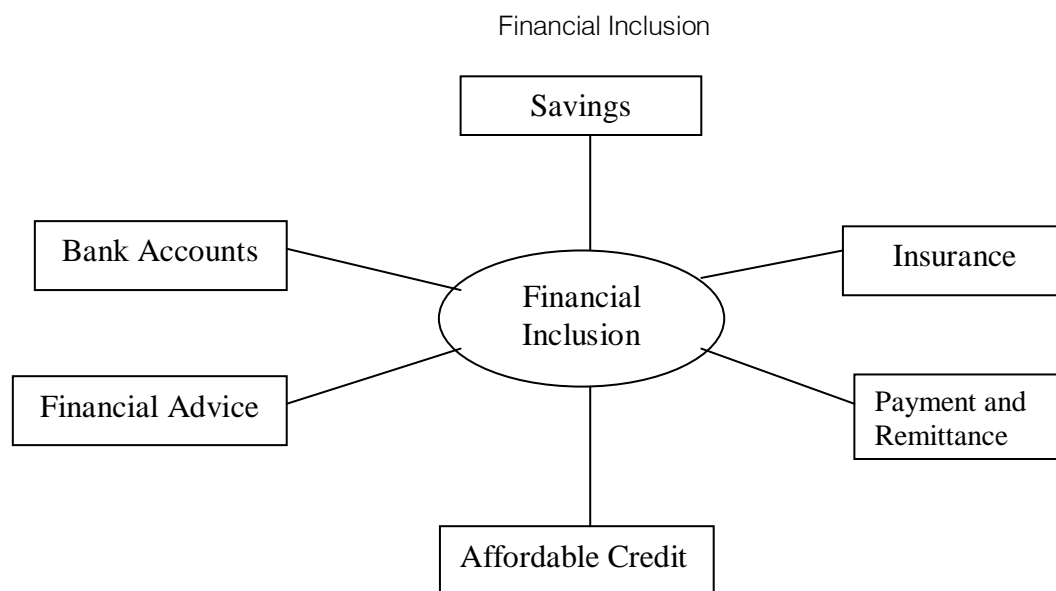 Financial Inclusion
Savings
Bank Accounts
Insurance
Financial
Inclusion
Financial Advice
Payment and
Remittance
Affordable Credit